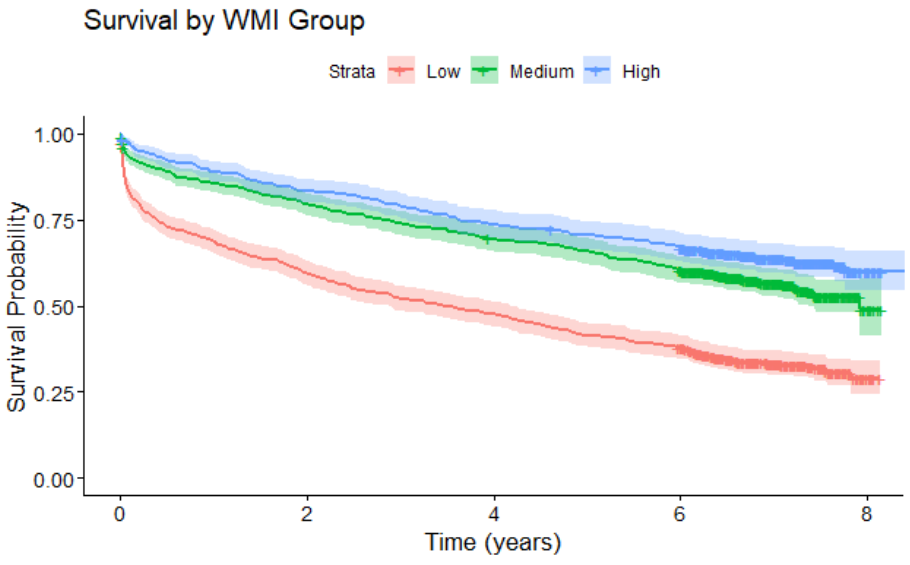 Survival by WMI Group
Strata Low Medium High
Survival Probability
1.00
0.75
0.50
0.25
0.00
0 2 4 6 8
Time (years)